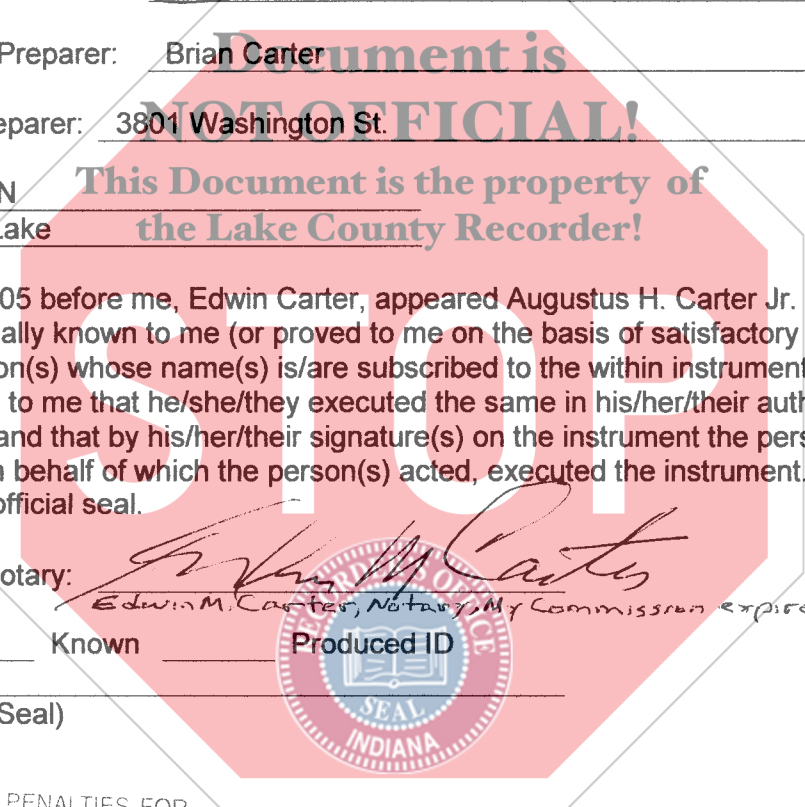 Preparer: Brian Carter
Document is
eparer: 3801 Washington St.
NOT OFFICIAL!
This Document is the property of
N
the Lake County Recorder!
Lake
05 before me, Edwin Carter, appeared Augustus H. Carter Jr.
ally known to me (or proved to me on the basis of satisfactory
on(s) whose name(s) is/are subscribed to the within instrument
to me that he/she/they executed the same in his/her/their auth
and that by his/her/their signature(s) on the instrument the pers
behalf of which the person(s) acted, executed the instrument.
official seal.
STOP
otary: Edwin M Carter
Edwin M. Carter, Notary, My Commission expire
Known Produced ID
RECORDER'S OFFICE
SEAL
INDIANA
Seal)
PENALTIES FOR